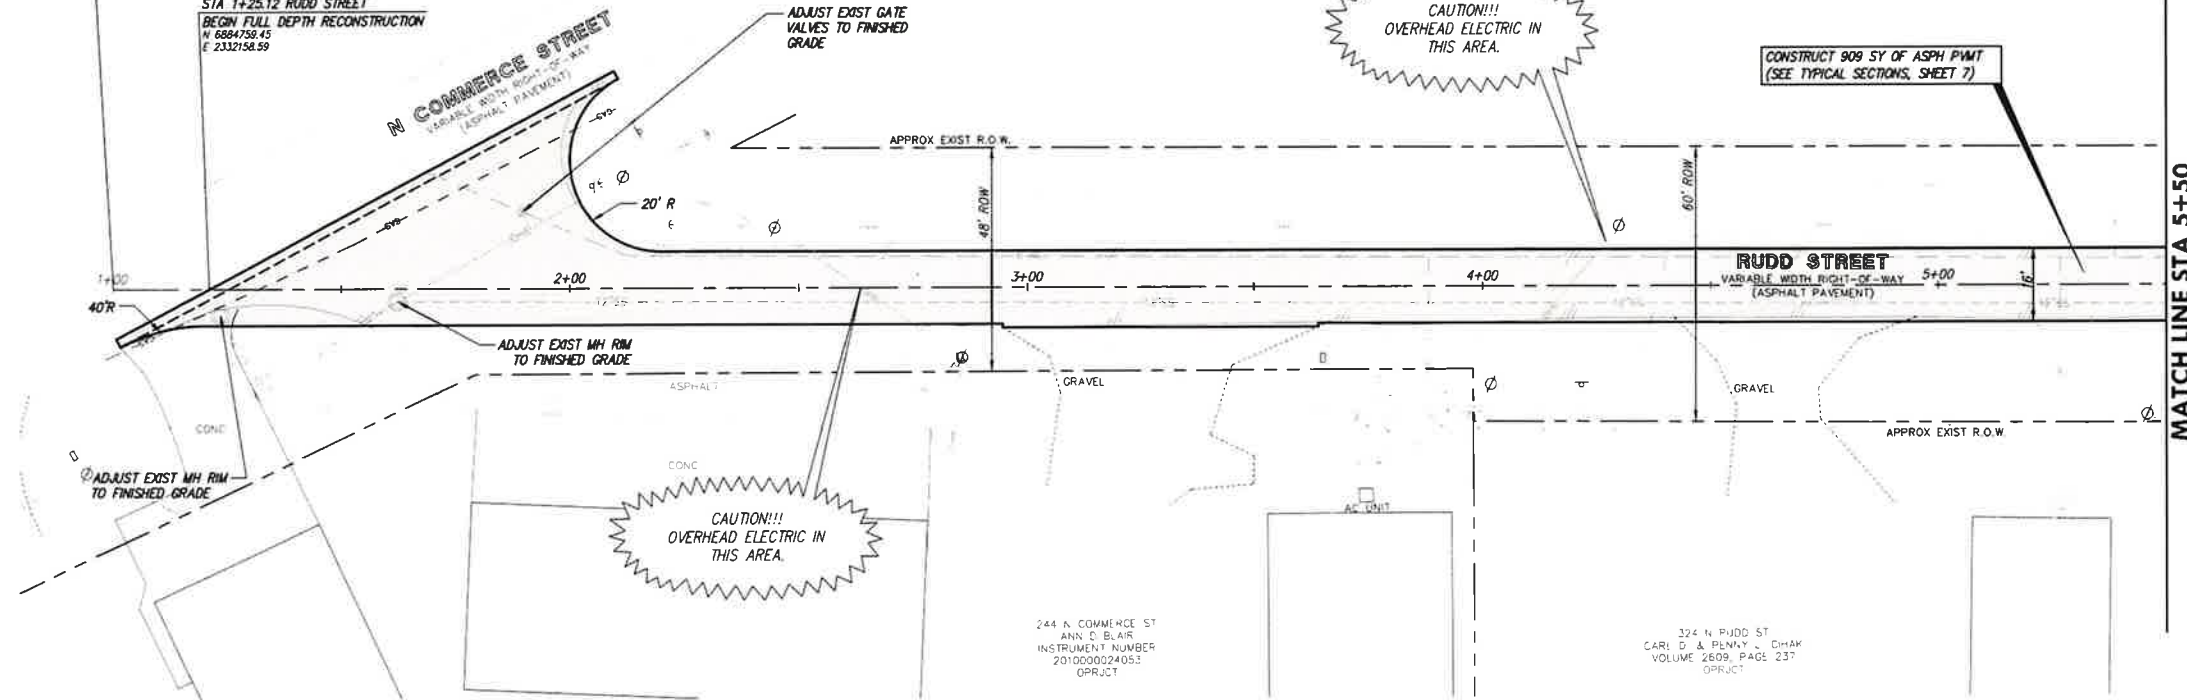 STA 1+25.12 RUDD STREET
BEGIN FULL DEPTH RECONSTRUCTION
N 6884759.45
E 2332158.59
N COMMERCE STREET
VARIABLE WIDTH RIGHT-OF-WAY
(ASPHALT PAVEMENT)
ADJUST EXIST GATE
VALVES TO FINISHED
GRADE
CAUTION!!!
OVERHEAD ELECTRIC IN
THIS AREA.
CONSTRUCT 909 SY OF ASPH PVMT
(SEE TYPICAL SECTIONS, SHEET 7)
APPROX EXIST R.O.W.
GAS
GAS
20' R
48' ROW
60' ROW
MATCH LINE STA 5+50
1+00
2+00
3+00
4+00
RUDD STREET
VARIABLE WIDTH RIGHT-OF-WAY
(ASPHALT PAVEMENT)
5+00
16'
40'R
ADJUST EXIST MH RIM
TO FINISHED GRADE
ASPHALT
GRAVEL
GRAVEL
APPROX EXIST R.O.W.
CONC
CONC
ADJUST EXIST MH RIM
TO FINISHED GRADE
CAUTION!!!
OVERHEAD ELECTRIC IN
THIS AREA.
AC UNIT
244 N COMMERCE ST
ANN D BLAIR
INSTRUMENT NUMBER
2010000024053
OPRJCT
324 N RUDD ST
CARL D & PENNY J CIHAK
VOLUME 2609, PAGE 237
OPRJCT